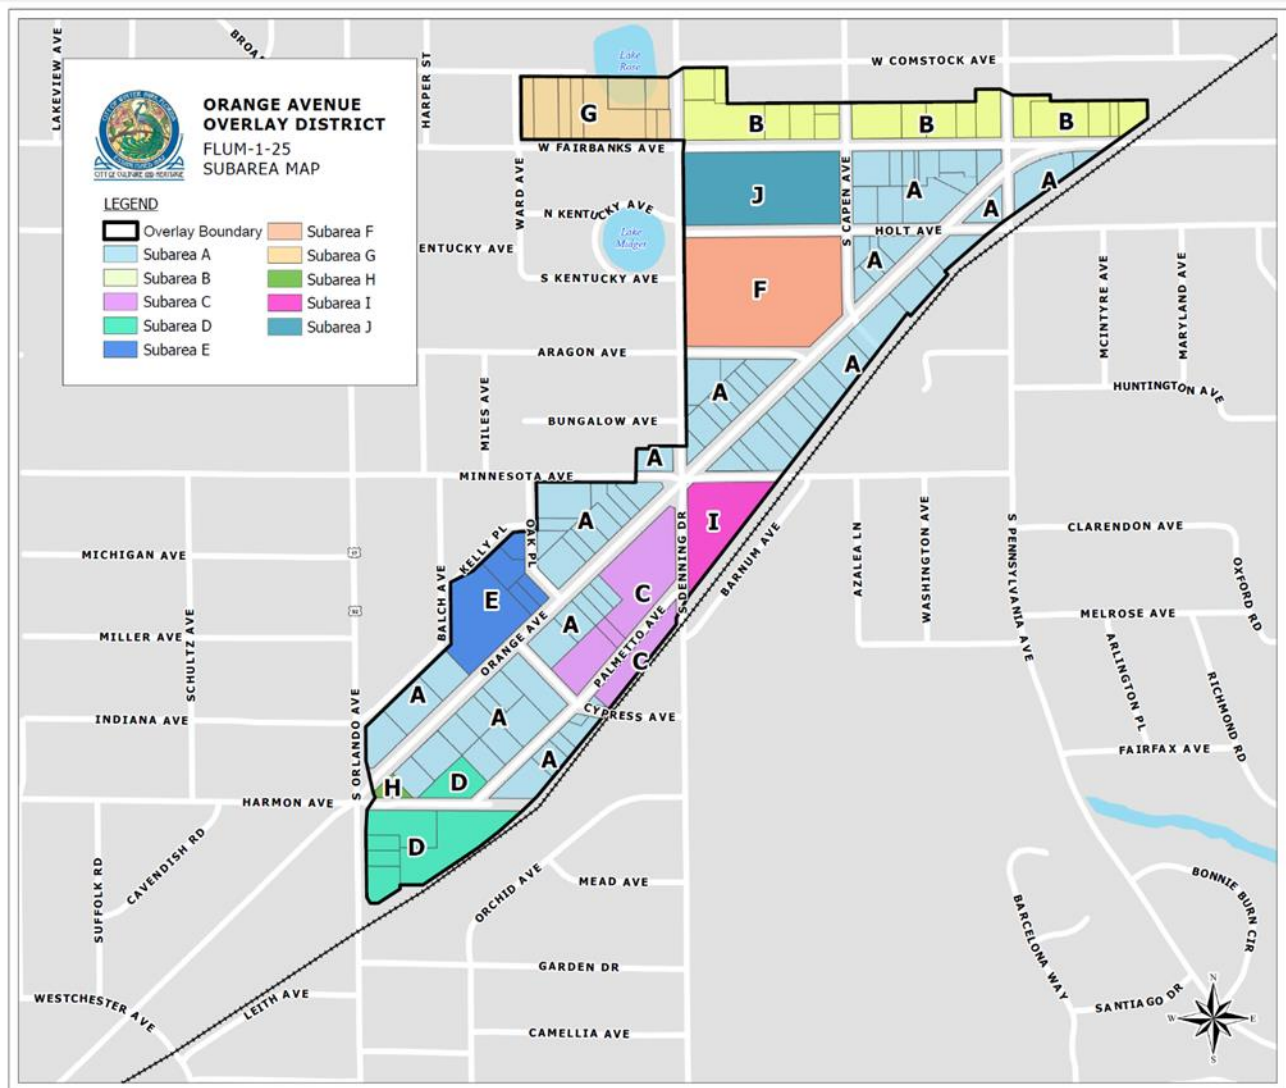 LAKEVIEW AVE
HARPER ST
Lake
Rose
W COMSTOCK AVE
ORANGE AVENUE
OVERLAY DISTRICT
FLUM-1-25
SUBAREA MAP
LEGEND
Overlay Boundary
Subarea A
Subarea B
Subarea C
Subarea D
Subarea E
Subarea F
Subarea G
Subarea H
Subarea I
Subarea J
G
B
B
B
W FAIRBANKS AVE
WARD AVE
N KENTUCKY AVE
Lake
Midget
ENTUCKY AVE
S KENTUCKY AVE
J
S CAPEN AVE
A
A
A
HOLT AVE
A
F
MCINTYRE AVE
MARYLAND AVE
ARAGON AVE
A
A
HUNTINGTON AVE
MILES AVE
BUNGALOW AVE
A
MINNESOTA AVE
A
OAK PL
KELLY PL
I
S DENNING DR
BARNUM AVE
AZALEA LN
WASHINGTON AVE
S PENNSYLVANIA AVE
CLARENDON AVE
OXFORD RD
MICHIGAN AVE
BALCH AVE
E
C
MELROSE AVE
MILLER AVE
SCHULTZ AVE
ORANGE AVE
A
PALMETTO AVE
C
ARLINGTON PL
RICHMOND RD
A
INDIANA AVE
S ORLANDO AVE
A
CYPRESS AVE
FAIRFAX AVE
A
H
D
HARMON AVE
D
CAVENDISH RD
SUFFOLK RD
ORCHID AVE
MEAD AVE
BONNIE BURN CIR
BARCELONA WAY
GARDEN DR
LEITH AVE
WESTCHESTER AVE
CAMELLIA AVE
SANTIAGO DR
N
W
E
S